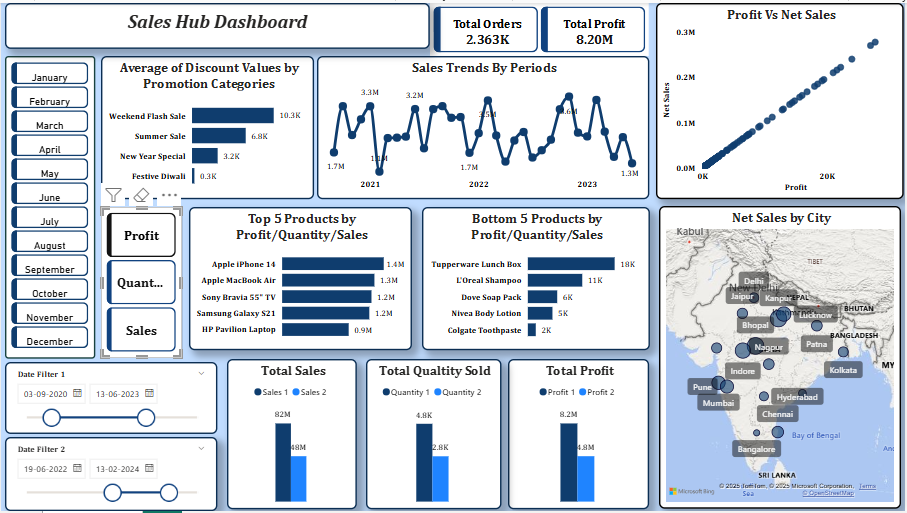 Sales Hub Dashboard
Total Orders
2.363K
Total Profit
8.20M
January
February
March
April
May
June
July
August
September
October
November
December
Average of Discount Values by
Promotion Categories
Weekend Flash Sale
10.3K
Summer Sale
6.8K
New Year Special
3.2K
Festive Diwali
0.3K
Sales Trends By Periods
3.3M
3.2M
1.7M
1.1M
1.7M
1.3M
2021
2022
2023
Profit Vs Net Sales
0.3M
0.2M
0.1M
0.0M
Net Sales
0K
20K
Profit
Profit
Quant...
Sales
Top 5 Products by
Profit/Quantity/Sales
Apple iPhone 14
1.4M
Apple MacBook Air
1.3M
Sony Bravia 55" TV
1.2M
Samsung Galaxy S21
1.2M
HP Pavilion Laptop
0.9M
Bottom 5 Products by
Profit/Quantity/Sales
Tupperware Lunch Box
18K
L'Oreal Shampoo
11K
Dove Soap Pack
6K
Nivea Body Lotion
5K
Colgate Toothpaste
2K
Net Sales by City
Kabul
TIBET
Delhi
New Delhi
Jaipur
Kanpur
NEPAL
BHUTAN
Lucknow
Bhopal
BANGLADESH
Patna
Nagpur
Kolkata
MY
Indore
Pune
Mumbai
Hyderabad
Chennai
Bay of Bengal
And
Bangalore
SRI LANKA
Microsoft Bing
© 2025 TomTom, © 2025 Microsoft Corporation, Terms
Sea
© OpenStreetMap
Date Filter 1
03-09-2020
13-06-2023
Date Filter 2
19-06-2022
13-02-2024
Total Sales
Sales 1 Sales 2
82M
48M
Total Qualtity Sold
Quantity 1 Quantity 2
4.8K
2.8K
Total Profit
Profit 1 Profit 2
8.2M
4.8M